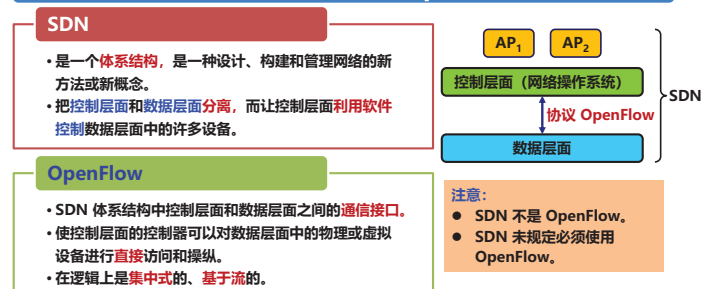 SDN
• 是一个体系结构，是一种设计、构建和管理网络的新
方法或新概念。
• 把控制层面和数据层面分离，而让控制层面利用软件
控制数据层面中的许多设备。
OpenFlow
• SDN 体系结构中控制层面和数据层面之间的通信接口。
• 使控制层面的控制器可以对数据层面中的物理或虚拟
设备进行直接访问和操纵。
• 在逻辑上是集中式的、基于流的。
AP1 AP2
控制层面（网络操作系统）
SDN
协议 OpenFlow
数据层面
注意：
● SDN 不是 OpenFlow。
● SDN 未规定必须使用
OpenFlow。